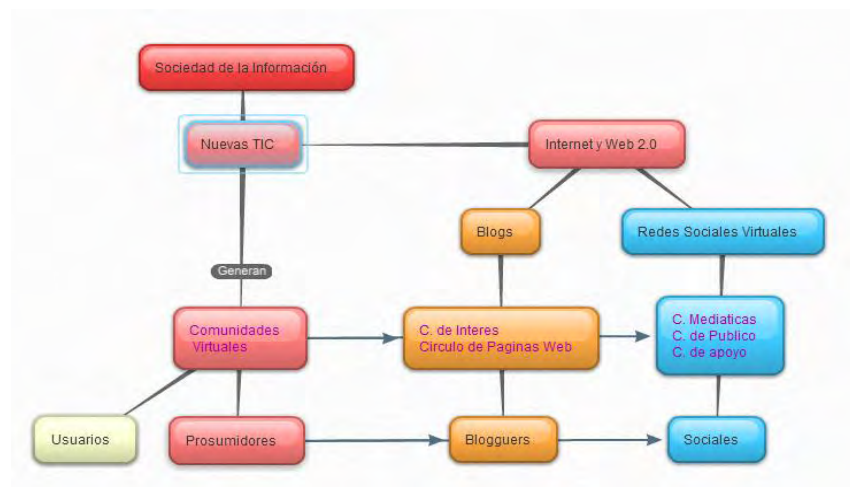 Sociedad de la Información
Nuevas TIC
Internet y Web 2.0
Blogs
Redes Sociales Virtuales
Generan
Comunidades
Virtuales
C. de Interes
Circulo de Paginas Web
C. Mediaticas
C. de Publico
C. de apoyo
Usuarios
Prosumidores
Blogguers
Sociales